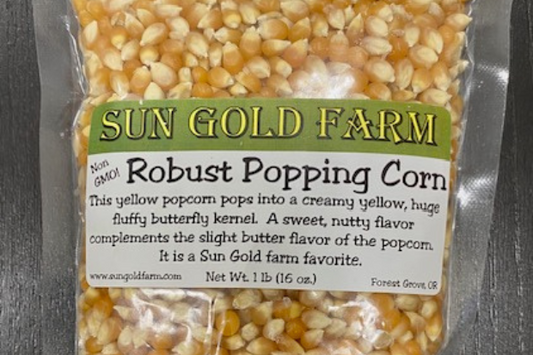 SUN GOLD FARM
Non GMO!
Robust Popping Corn
This yellow popcorn pops into a creamy yellow, huge
fluffy butterfly kernel. A sweet, nutty flavor
complements the slight butter flavor of the popcorn.
It is a Sun Gold farm favorite.
www.sungoldfarm.com Net Wt. 1 lb (16 oz.) Forest Grove, OR